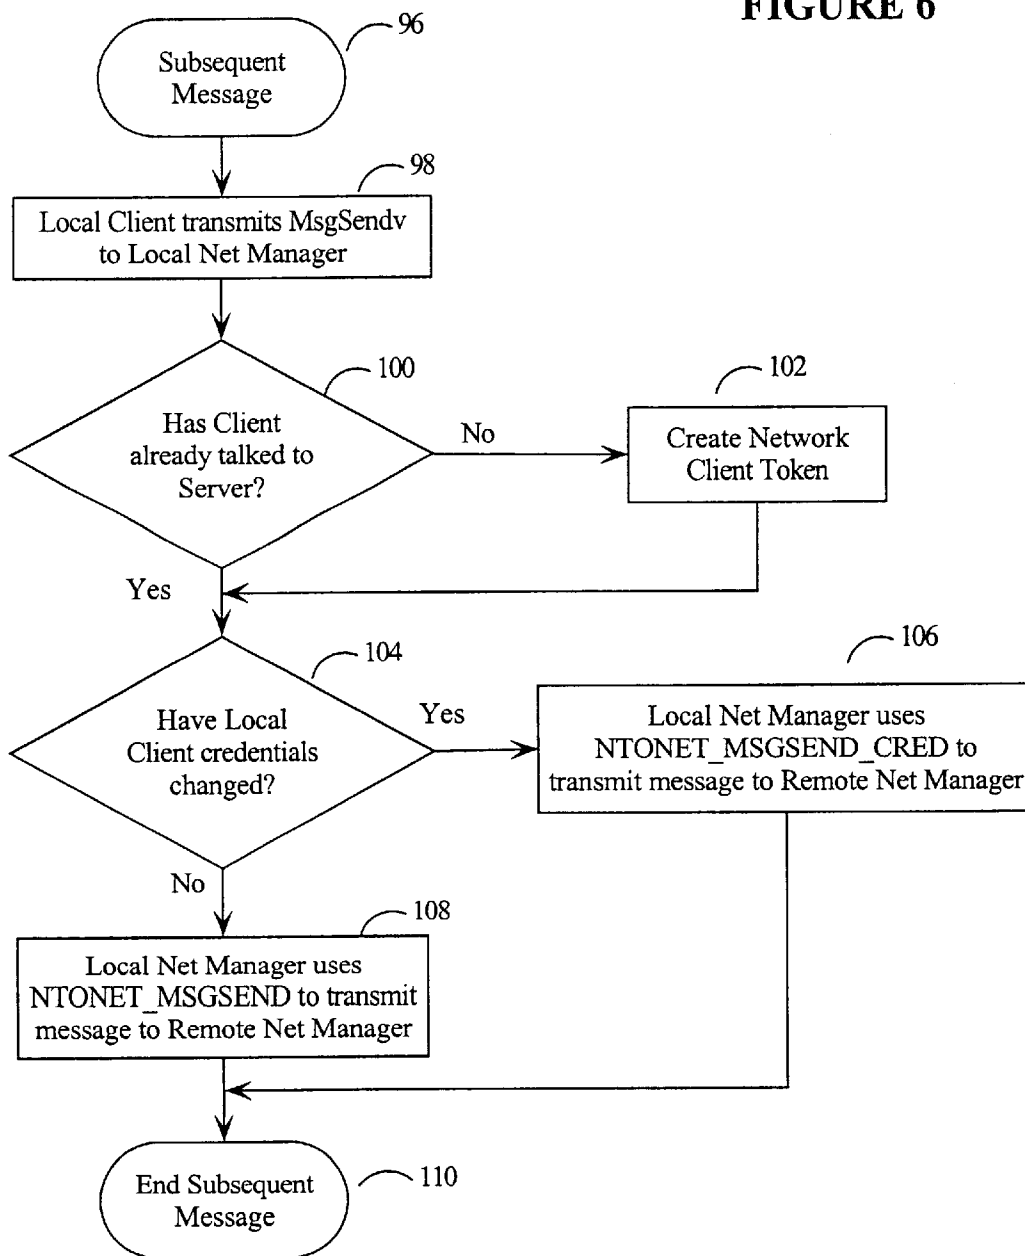 FIGURE 6
96
Subsequent
Message
98
Local Client transmits MsgSendv
to Local Net Manager
100
Has Client
already talked to
Server?
No
102
Create Network
Client Token
Yes
104
Have Local
Client credentials
changed?
Yes
106
Local Net Manager uses
NTONET_MSGSEND_CRED to
transmit message to Remote Net Manager
No
108
Local Net Manager uses
NTONET_MSGSEND to transmit
message to Remote Net Manager
End Subsequent
Message
110